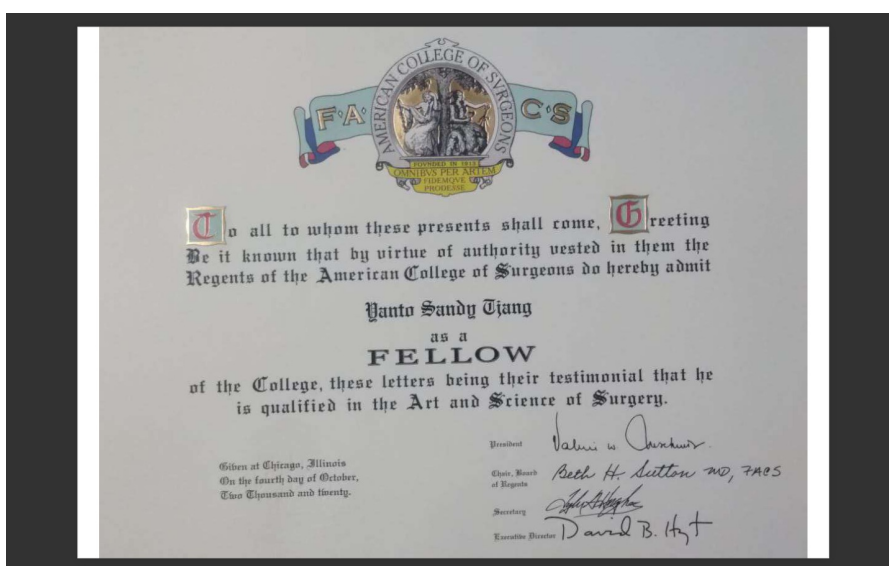 AMERICAN COLLEGE OF SVRGEONS
F·A·
C·S·
FOVNDED IN 1913
OMNIBVS PER ARTEM
FIDEMQVE
PRODESSE
To all to whom these presents shall come, Greeting
Be it known that by virtue of authority vested in them the
Regents of the American College of Surgeons do hereby admit
Yanto Sandy Tjang
as a
FELLOW
of the College, these letters being their testimonial that he
is qualified in the Art and Science of Surgery.
Given at Chicago, Illinois
On the fourth day of October,
Two Thousand and twenty.
President Valerie W
Chair, Board
of Regents Beth H. Sutton MD, FACS
Secretary
Executive Director David B. Hoyt